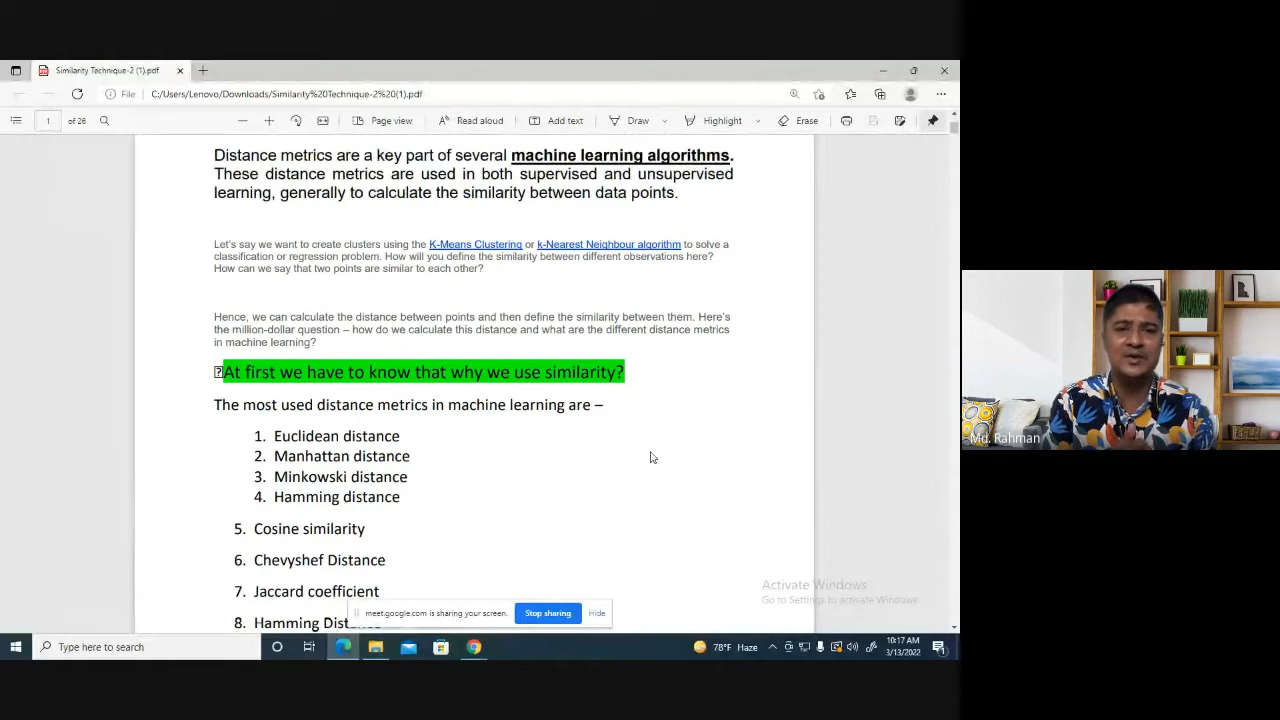 Similarity Technique-2 (1).pdf
File C:/Users/Lenovo/Downloads/Similarity%20Technique-2%20(1).pdf
1 of 26 Page view Read aloud Add text Draw Highlight Erase
Distance metrics are a key part of several machine learning algorithms.
These distance metrics are used in both supervised and unsupervised
learning, generally to calculate the similarity between data points.
Let's say we want to create clusters using the K-Means Clustering or k-Nearest Neighbour algorithm to solve a
classification or regression problem. How will you define the similarity between different observations here?
How can we say that two points are similar to each other?
Hence, we can calculate the distance between points and then define the similarity between them. Here's
the million-dollar question – how do we calculate this distance and what are the different distance metrics
in machine learning?
At first we have to know that why we use similarity?
The most used distance metrics in machine learning are –
1. Euclidean distance
2. Manhattan distance
3. Minkowski distance
4. Hamming distance
5. Cosine similarity
6. Chevyshef Distance
7. Jaccard coefficient
8. Hamming
Md. Rahman
Activate Windows
Go to Settings to activate Windows.
meet.google.com is sharing your screen. Stop sharing Hide
Type here to search
78°F Haze
10:17 AM
3/13/2022
1